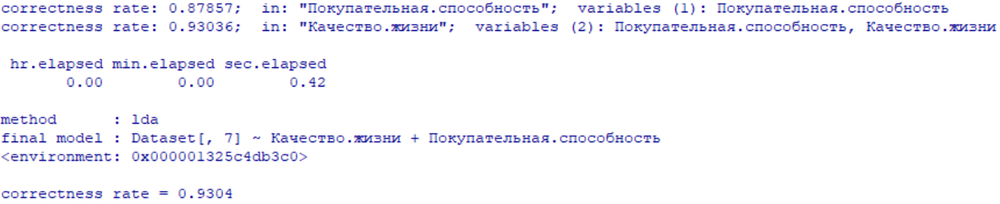 correctness rate: 0.87857;  in: "Покупательная.способность";  variables (1): Покупательная.способность
correctness rate: 0.93036;  in: "Качество.жизни";  variables (2): Покупательная.способность, Качество.жизни
hr.elapsed min.elapsed sec.elapsed
0.00 0.00 0.42
method : lda
final model : Dataset[, 7] ~ Качество.жизни + Покупательная.способность
<environment: 0x000001325c4db3c0>
correctness rate = 0.9304